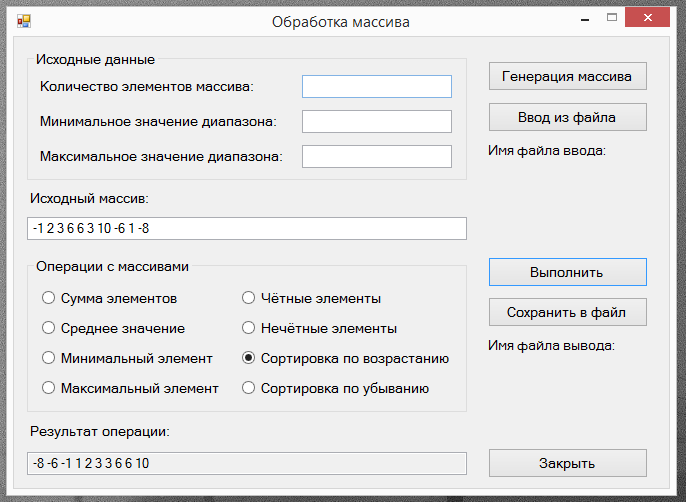 Обработка массива
Исходные данные
Количество элементов массива:
Минимальное значение диапазона:
Максимальное значение диапазона:
Генерация массива
Ввод из файла
Имя файла ввода:
Исходный массив:
-1 2 3 6 6 3 10 -6 1 -8
Операции с массивами
Сумма элементов
Среднее значение
Минимальный элемент
Максимальный элемент
Чётные элементы
Нечётные элементы
Сортировка по возрастанию
Сортировка по убыванию
Выполнить
Сохранить в файл
Имя файла вывода:
Результат операции:
-8 -6 -1 1 2 3 3 6 6 10
Закрыть